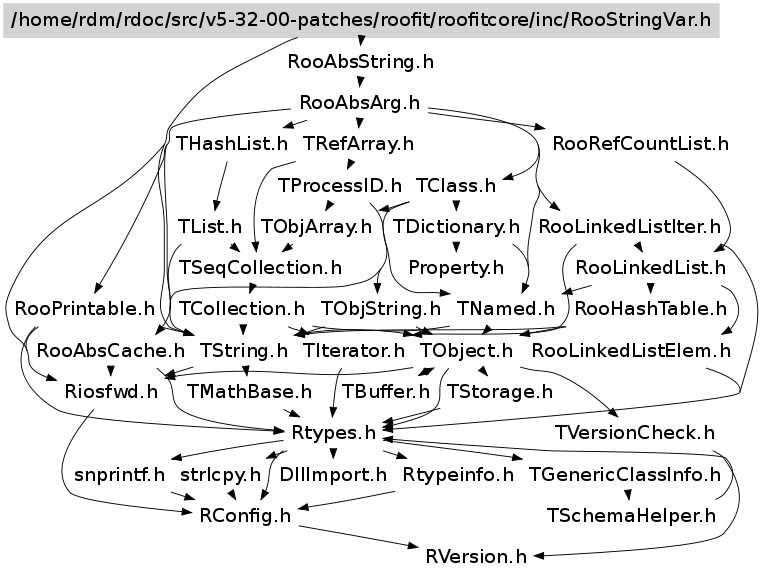 /home/rdm/rdoc/src/v5-32-00-patches/roofit/roofitcore/inc/RooStringVar.h
RooAbsString.h
RooAbsArg.h
THashList.h TRefArray.h RooRefCountList.h
TProcessID.h TClass.h
TList.h TObjArray.h TDictionary.h RooLinkedListIter.h
TSeqCollection.h Property.h RooLinkedList.h
RooPrintable.h TCollection.h TObjString.h TNamed.h RooHashTable.h
RooAbsCache.h TString.h TIterator.h TObject.h RooLinkedListElem.h
Riosfwd.h TMathBase.h TBuffer.h TStorage.h
Rtypes.h TVersionCheck.h
snprintf.h strlcpy.h DllImport.h Rtypeinfo.h TGenericClassInfo.h
RConfig.h TSchemaHelper.h
RVersion.h